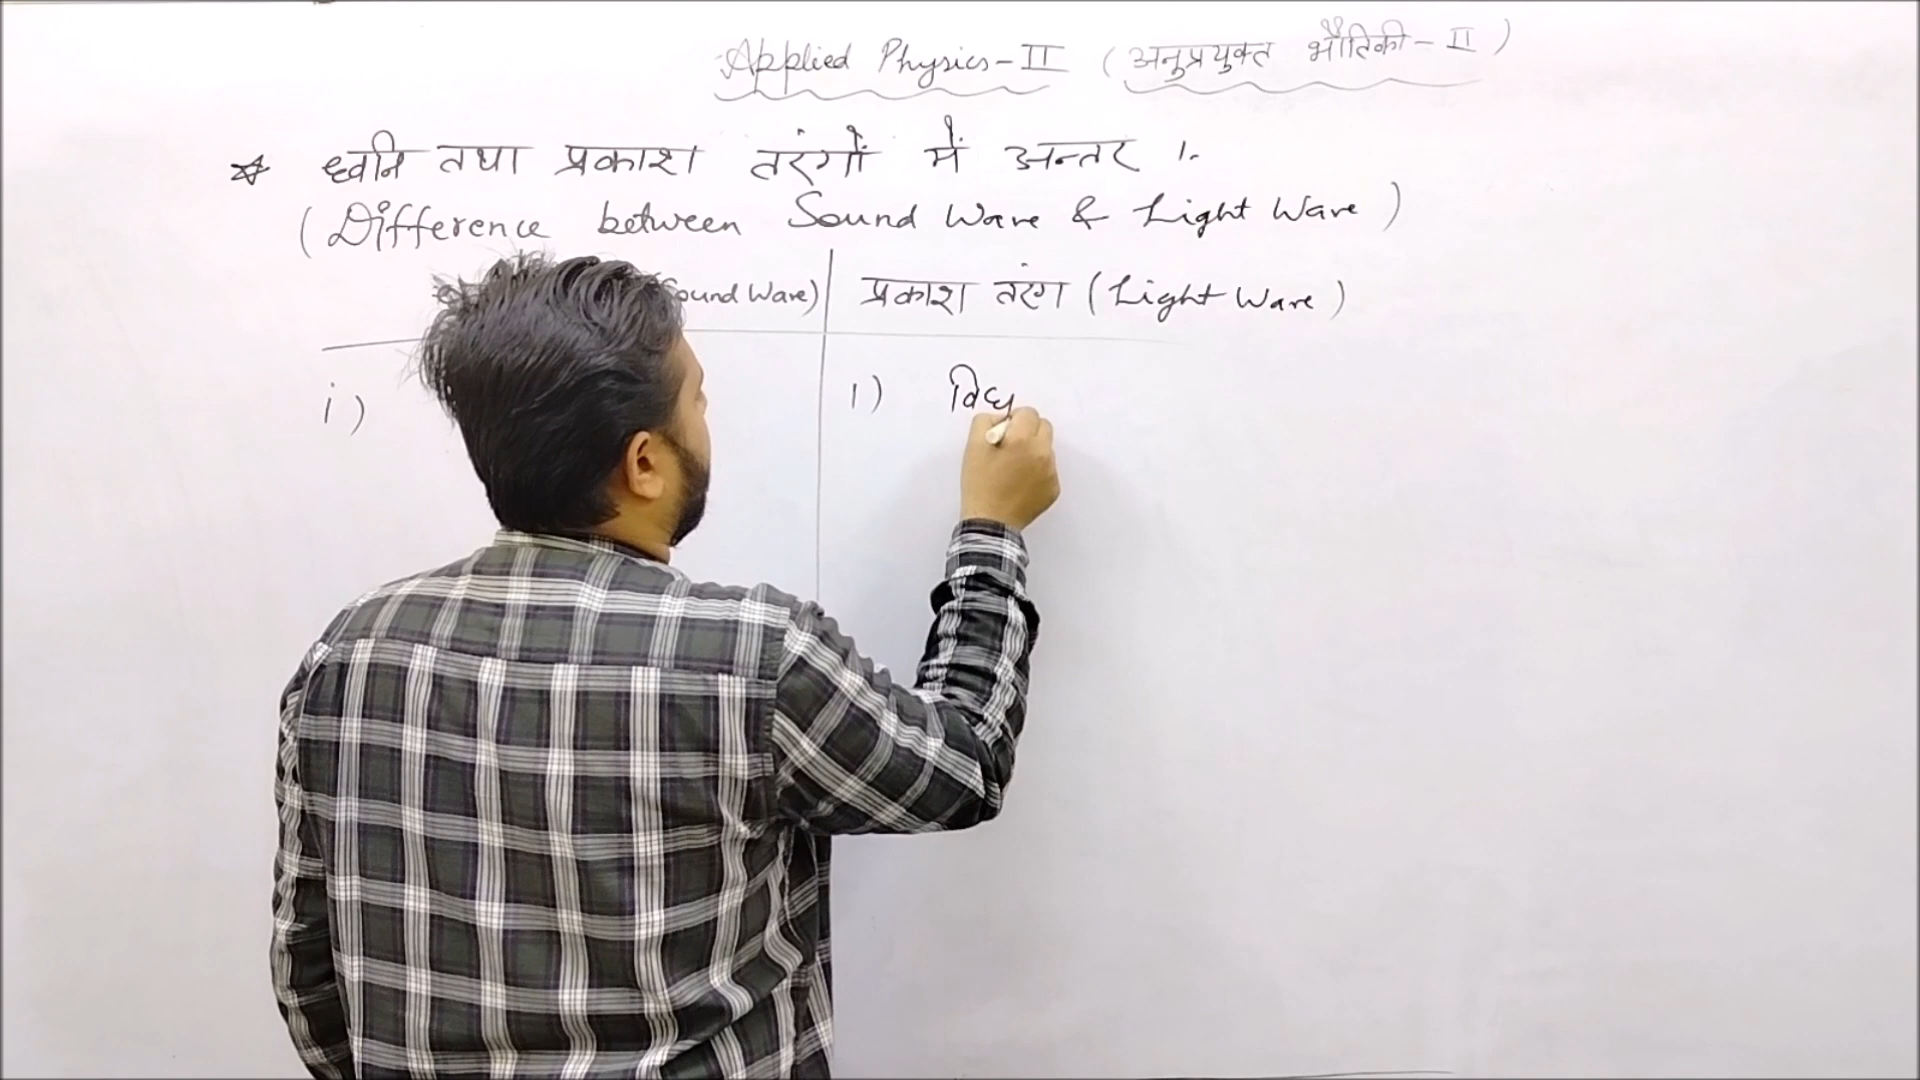 Applied Physics-II (अनुप्रयुक्त भौतिकी-II)
ध्वनि तथा प्रकाश तरंगों में अन्तर :-
(Difference between Sound Wave & Light Wave)
ound Wave) प्रकाश तरंग (Light Wave)
i) 1) विद्यु